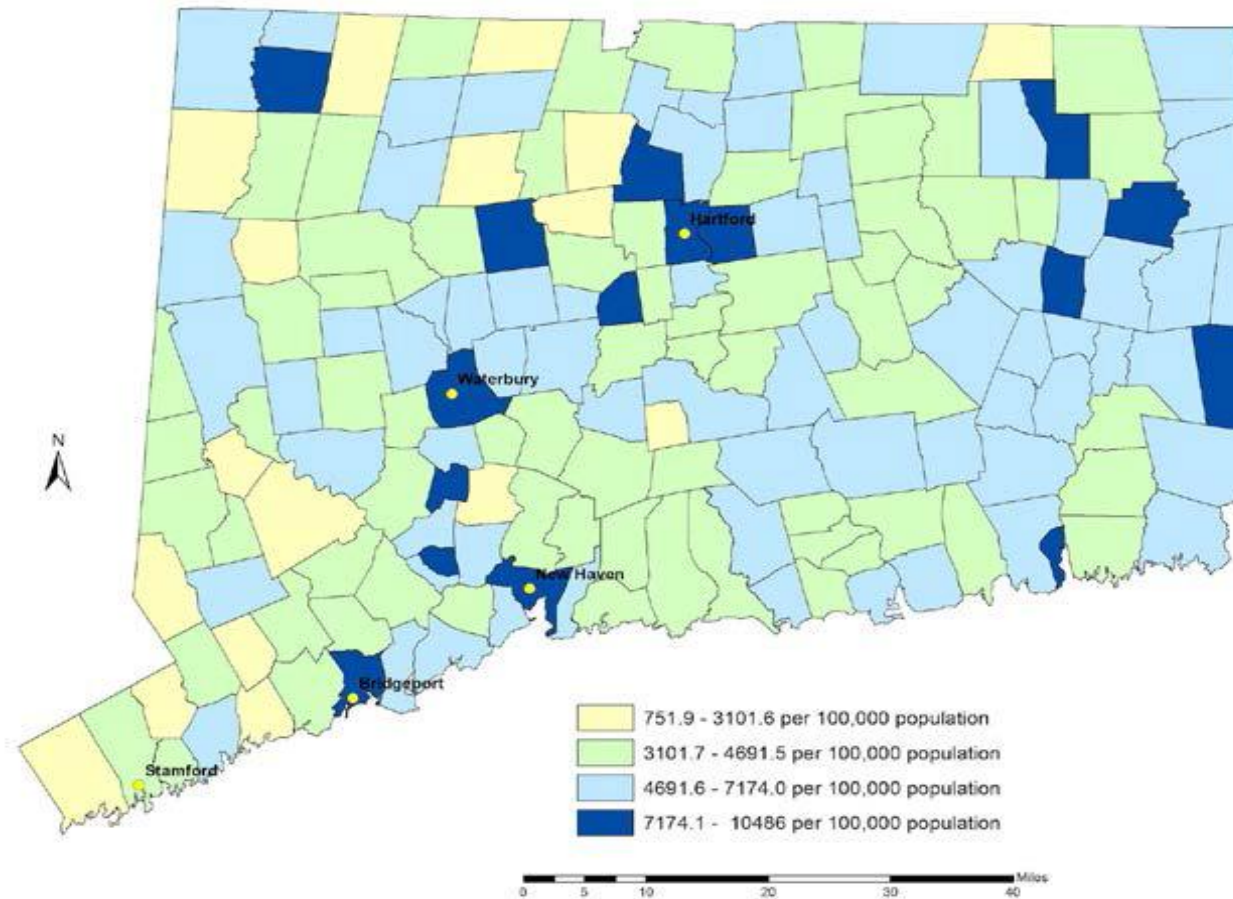 Hartford
Waterbury
N
New Haven
Bridgeport
Stamford
751.9 - 3101.6 per 100,000 population
3101.7 - 4691.5 per 100,000 population
4691.6 - 7174.0 per 100,000 population
7174.1 - 10486 per 100,000 population
Miles
0 5 10 20 30 40